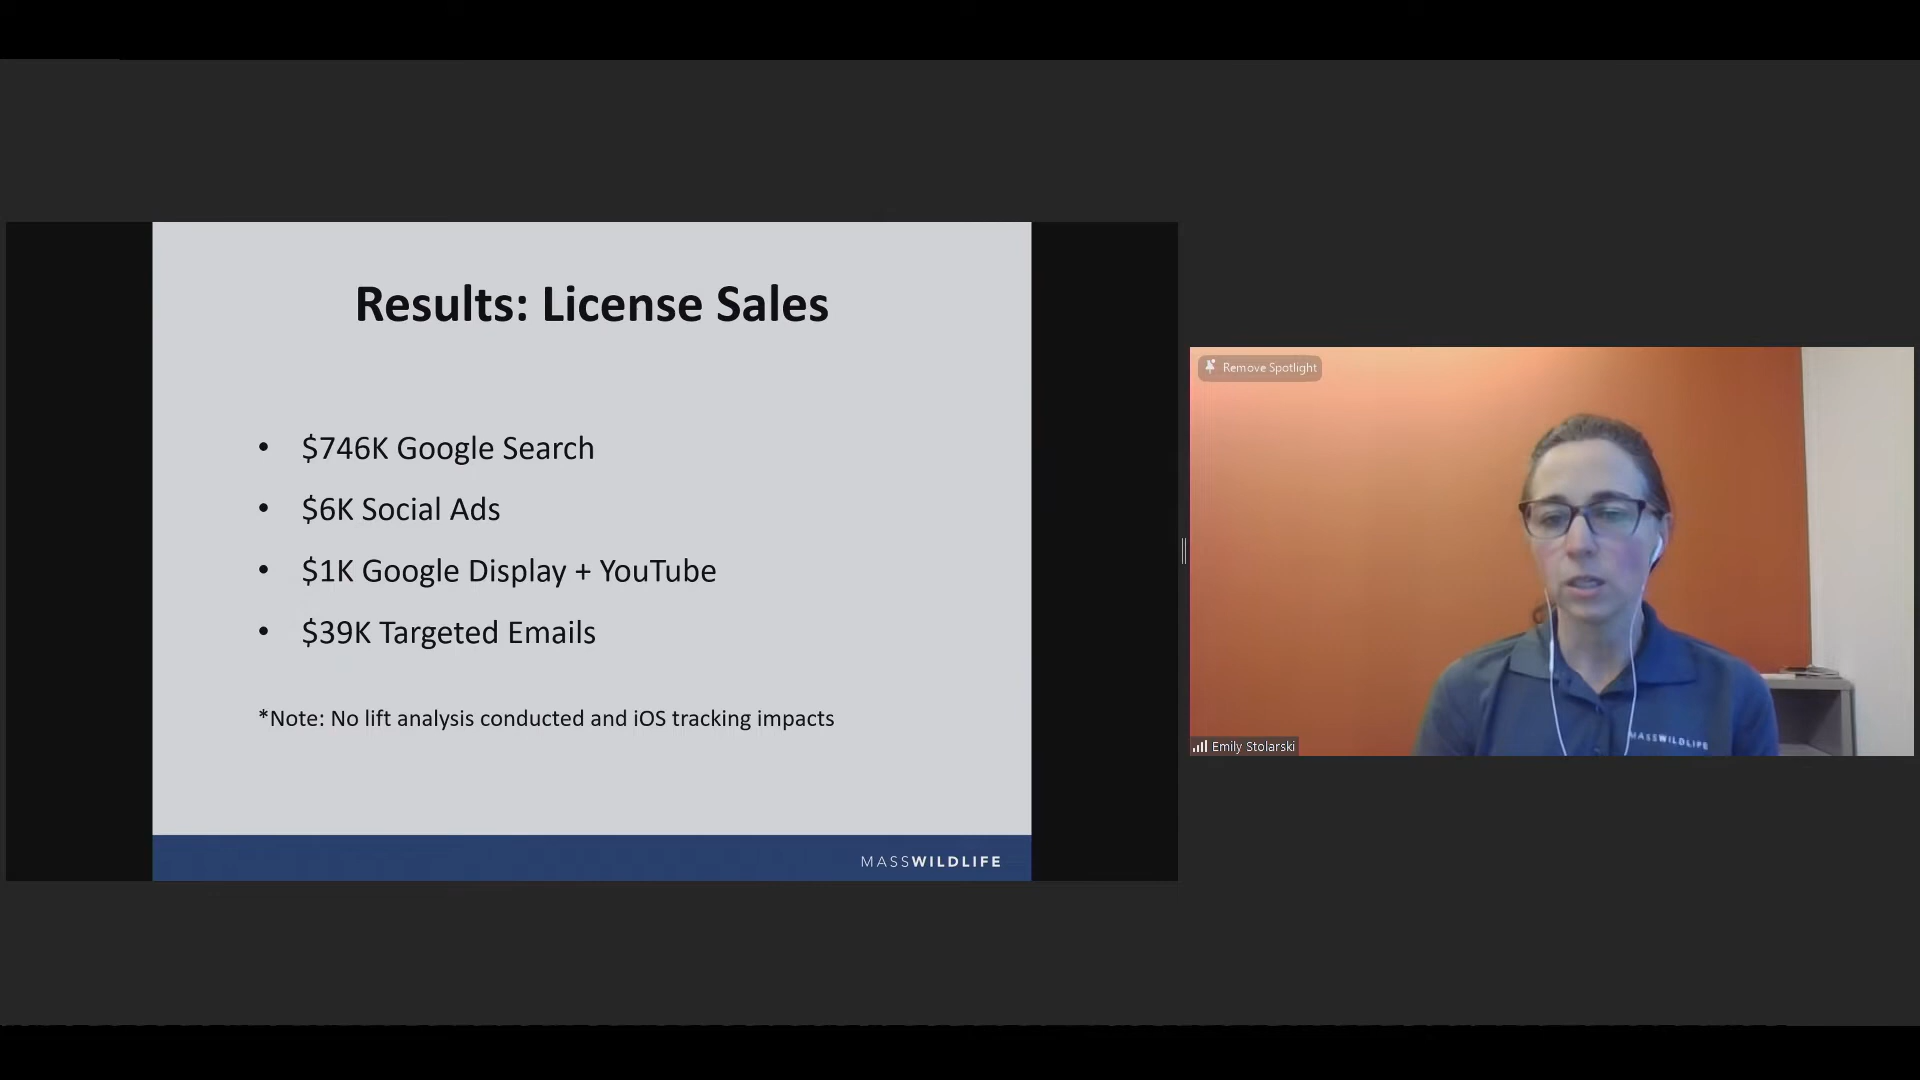 Results: License Sales
• $746K Google Search
• $6K Social Ads
• $1K Google Display + YouTube
• $39K Targeted Emails
*Note: No lift analysis conducted and iOS tracking impacts
MASSWILDLIFE
Remove Spotlight
MASSWILDLIFE
Emily Stolarski